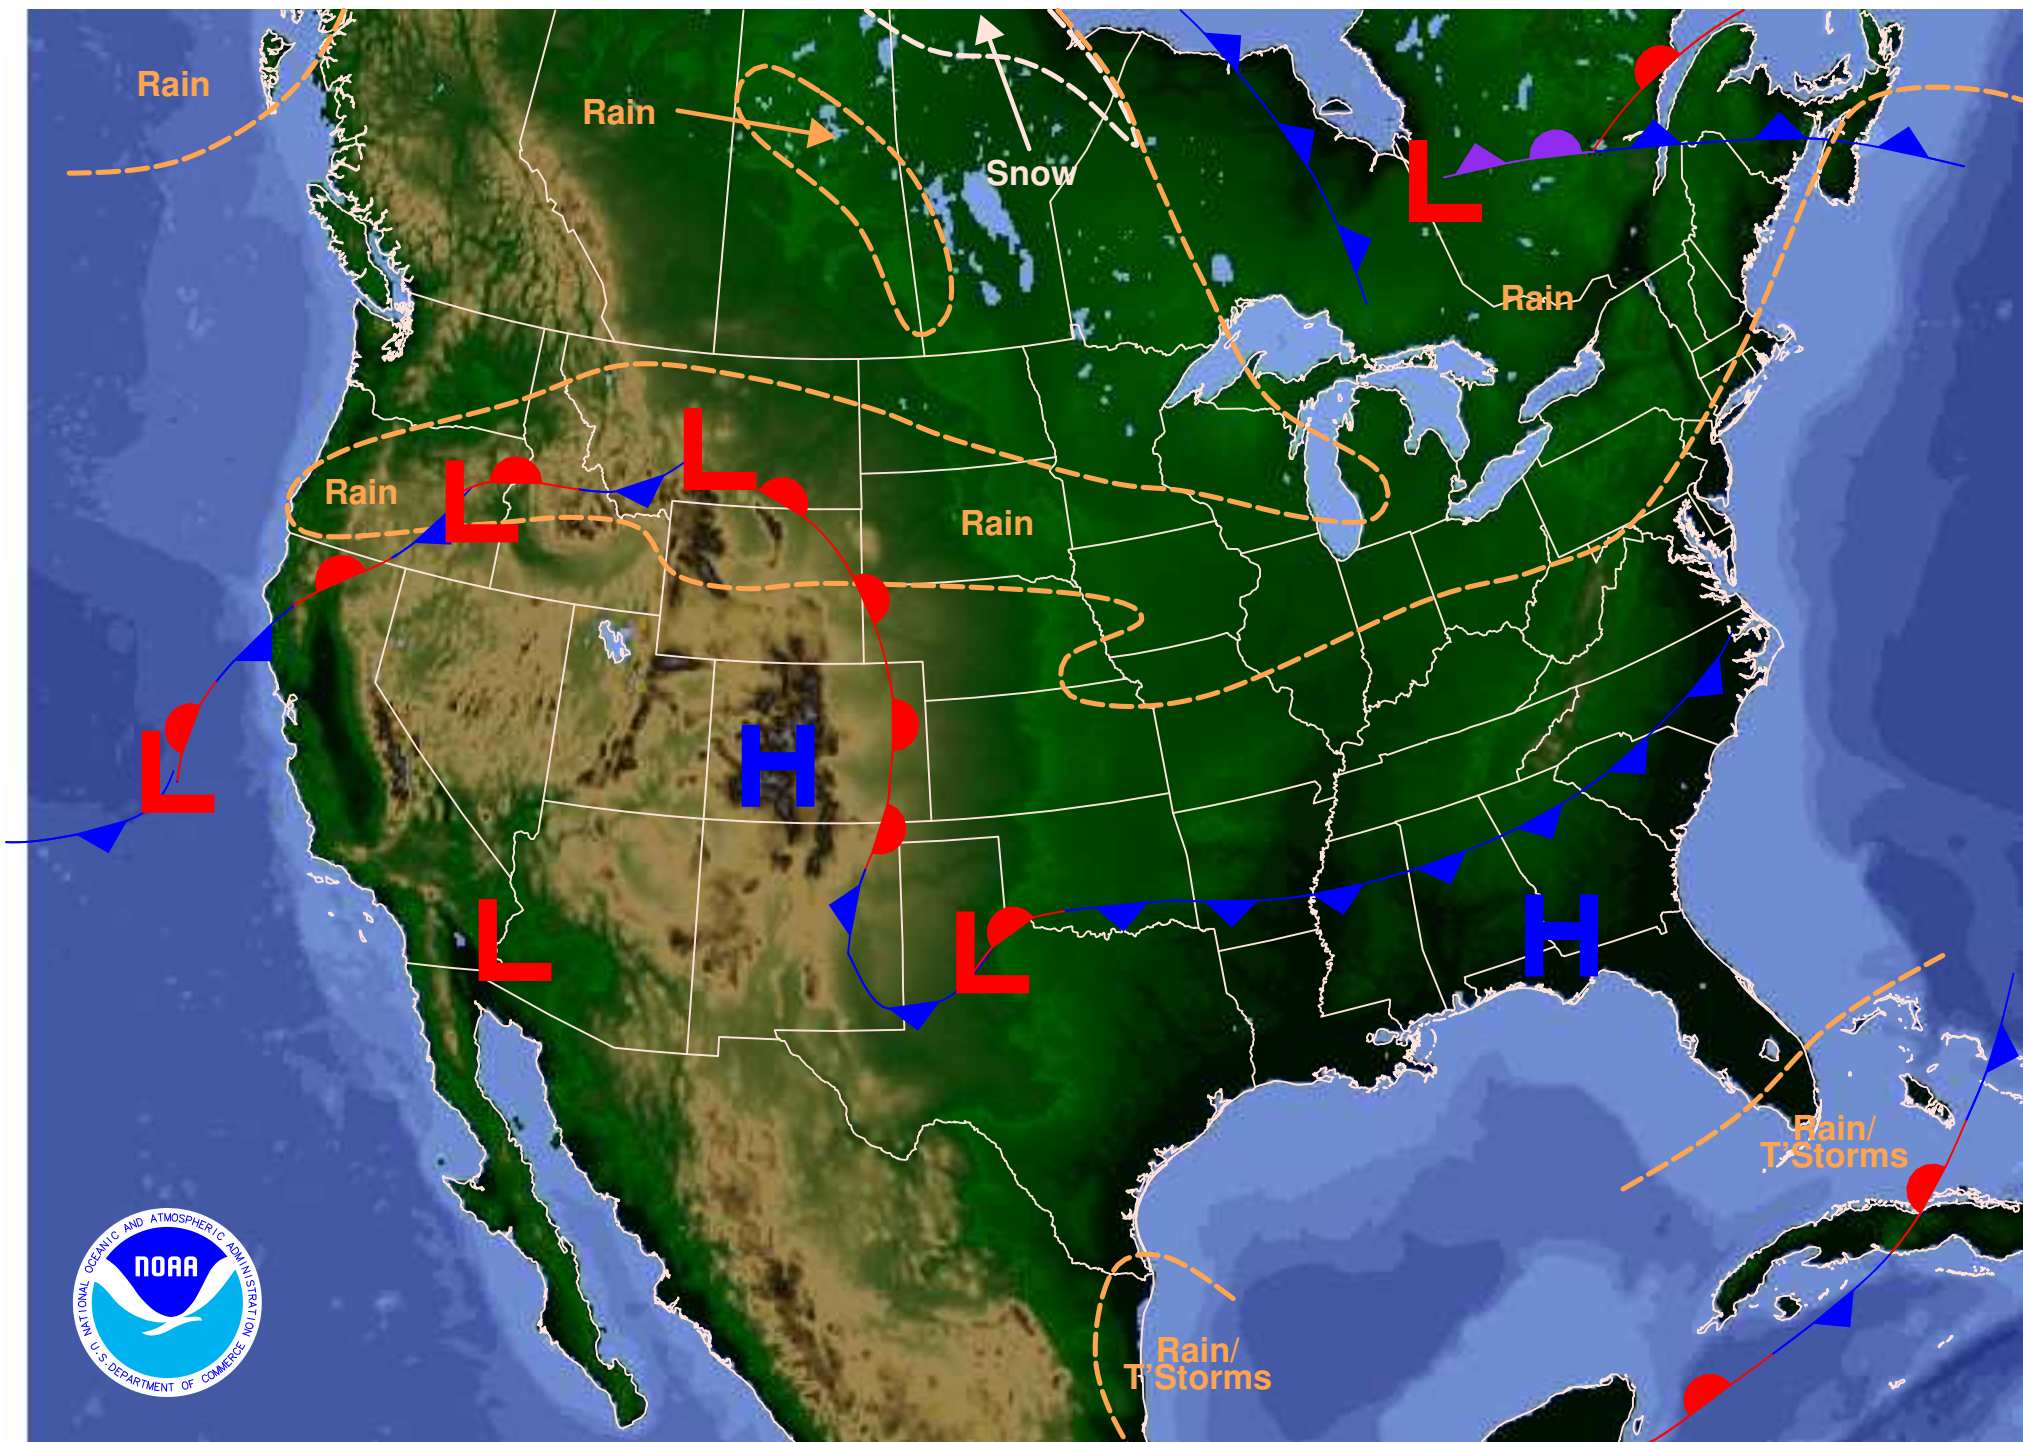 Rain
Rain
Snow
Rain
L
L
L
Rain
Rain
L
H
L
L
L
H
Rain/
T'Storms
Rain/
T'Storms
NATIONAL OCEANIC AND ATMOSPHERIC ADMINISTRATION
NOAA
U.S. DEPARTMENT OF COMMERCE